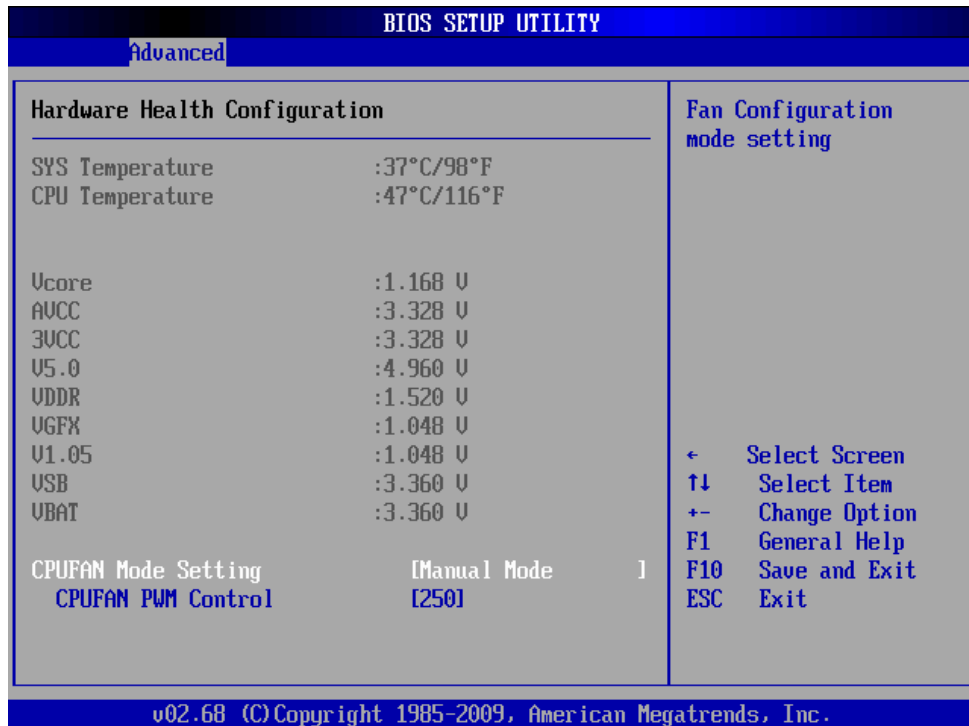 BIOS SETUP UTILITY
Advanced
Hardware Health Configuration
SYS Temperature :37°C/98°F
CPU Temperature :47°C/116°F
Vcore :1.168 V
AVCC :3.328 V
3VCC :3.328 V
V5.0 :4.960 V
VDDR :1.520 V
VGFX :1.048 V
V1.05 :1.048 V
VSB :3.360 V
VBAT :3.360 V
CPUFAN Mode Setting [Manual Mode ]
CPUFAN PWM Control [250]
Fan Configuration
mode setting
← Select Screen
↑↓ Select Item
+- Change Option
F1 General Help
F10 Save and Exit
ESC Exit
v02.68 (C)Copyright 1985-2009, American Megatrends, Inc.